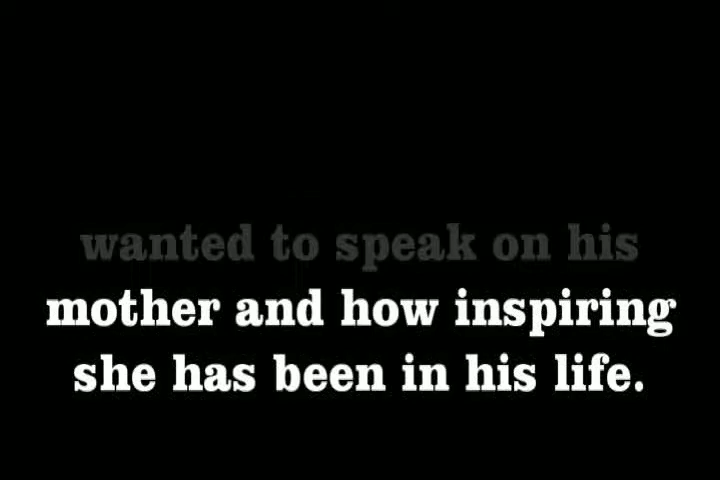 wanted to speak on his
mother and how inspiring
she has been in his life.